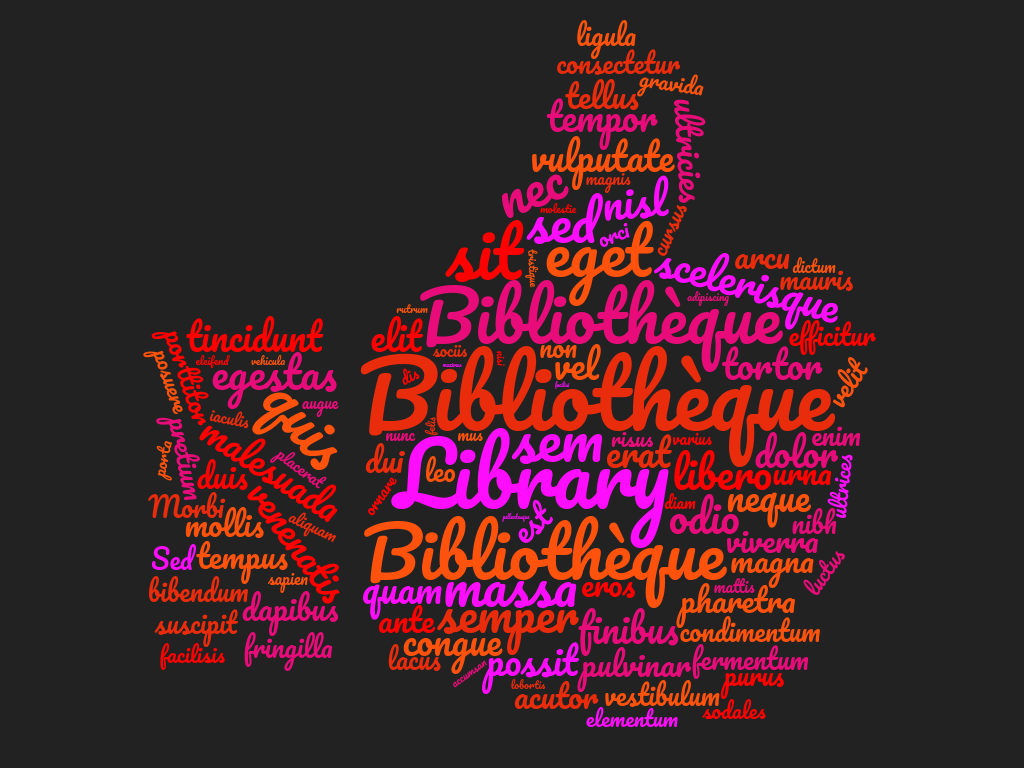 ligula
consectetur
gravida
tellus
tempor
ultricies
vulputate
magnis
nec
molestie
nisl
sed
orci
cursus
sit
tristique
eget
scelerisque
arcu
dictum
mauris
adipiscing
Bibliothèque
rutrum
elit
efficitur
tincidunt
porttitor
posuere
eleifend
vehicula
egestas
augue
quis
sociis
nisi
non
vel
dis
tortor
velit
Bibliothèque
iaculis
pretium
malesuada
placerat
porta
duis
venenatis
felis
nunc
mus
sem
risus
varius
erat
dolor
enim
dui
leo
Library
libero
urna
ultrices
ornare
diam
neque
Morbi
mollis
aliquam
est
odio
nibh
viverra
Sed
tempus
sapien
Bibliothèque
magna
luctus
bibendum
dapibus
quam
massa
eros
mattis
pharetra
suscipit
fringilla
facilisis
ante
semper
finibus
condimentum
congue
lacus
accumsan
possit
pulvinar
fermentum
purus
lobortis
acutor
vestibulum
sodales
elementum